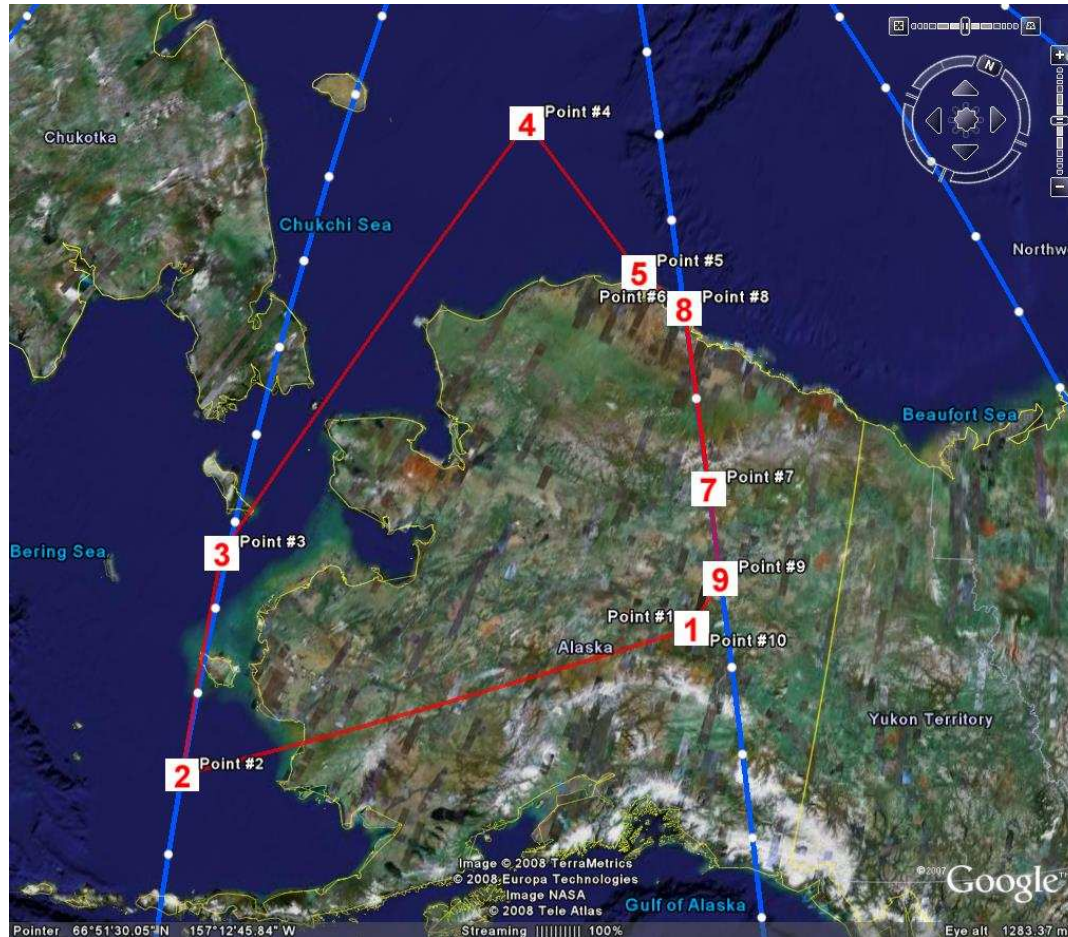 N
4 Point #4
Chukotka
Chukchi Sea
Northw
5 Point #5
Point #6
8 Point #8
Beaufort Sea
7 Point #7
3 Point #3
Bering Sea
9 Point #9
Point #1
1
Point #10
Alaska
Yukon Territory
2 Point #2
Image © 2008 TerraMetrics
© 2008 Europa Technologies
Image NASA
© 2008 Tele Atlas
©2007 Google™
Gulf of Alaska
Pointer 66°51'30.05" N -157°12'45.84" W Streaming |||||||||| 100% Eye alt 1283.37 m